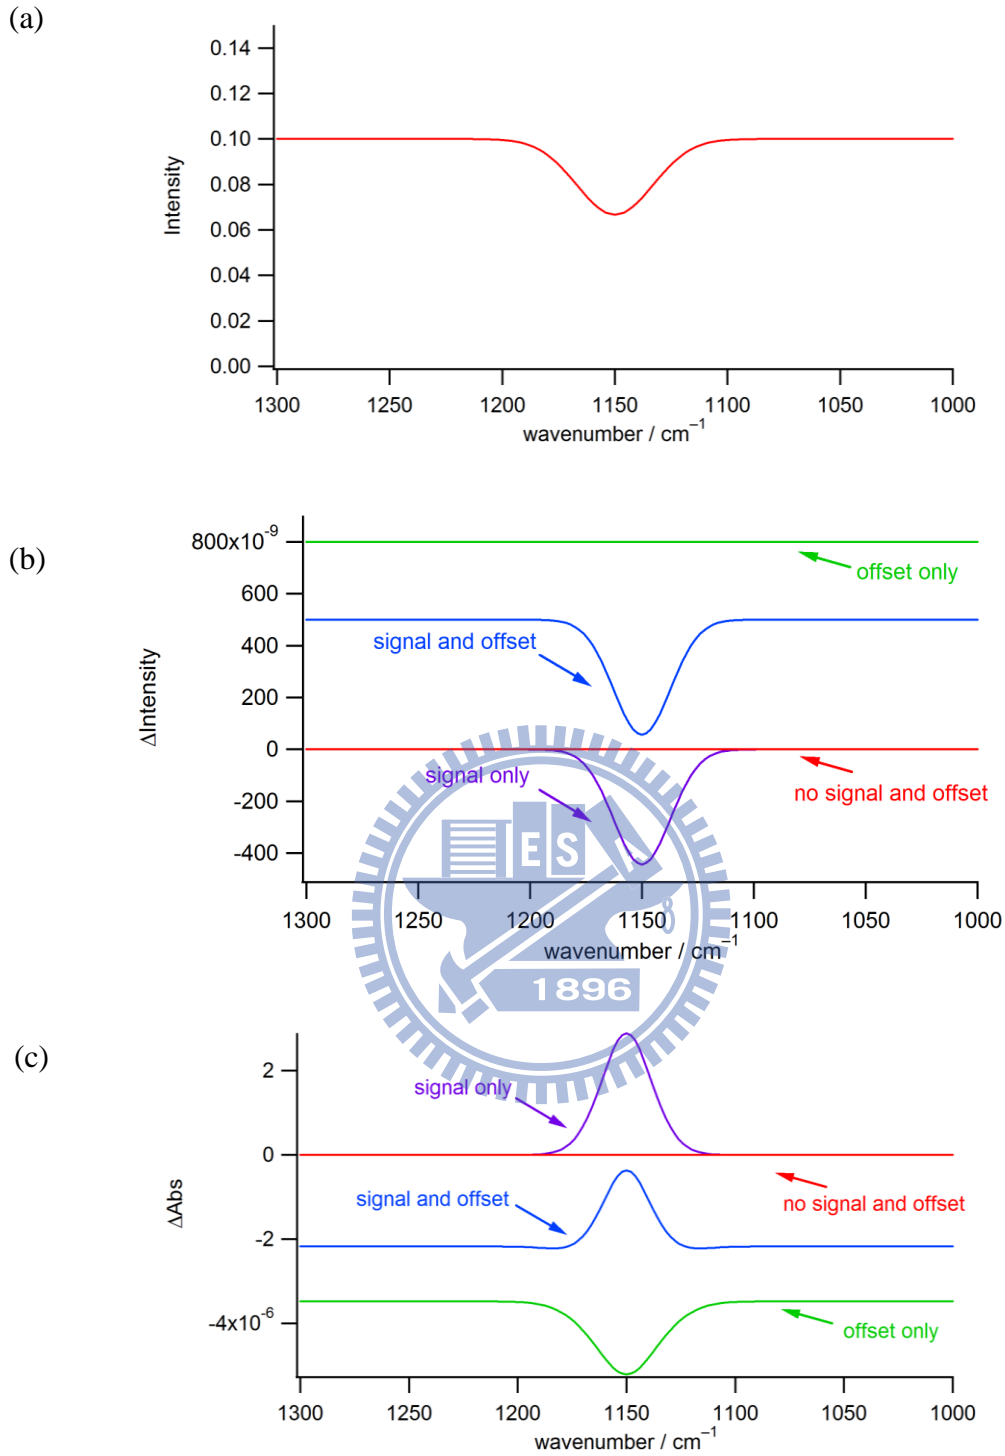 (a)
0.14
0.12
0.10
0.08
0.06
0.04
0.02
0.00
Intensity
1300 1250 1200 1150 1100 1050 1000
wavenumber / cm⁻¹
(b)
800x10⁻⁹
600
400
200
0
-200
-400
ΔIntensity
offset only
signal and offset
signal only
no signal and offset
E S
8
1300 1250 1200 1150 1100 1050 1000
wavenumber / cm⁻¹
1896
(c)
2
0
-2
-4x10⁻⁶
ΔAbs
signal only
no signal and offset
signal and offset
offset only
1300 1250 1200 1150 1100 1050 1000
wavenumber / cm⁻¹